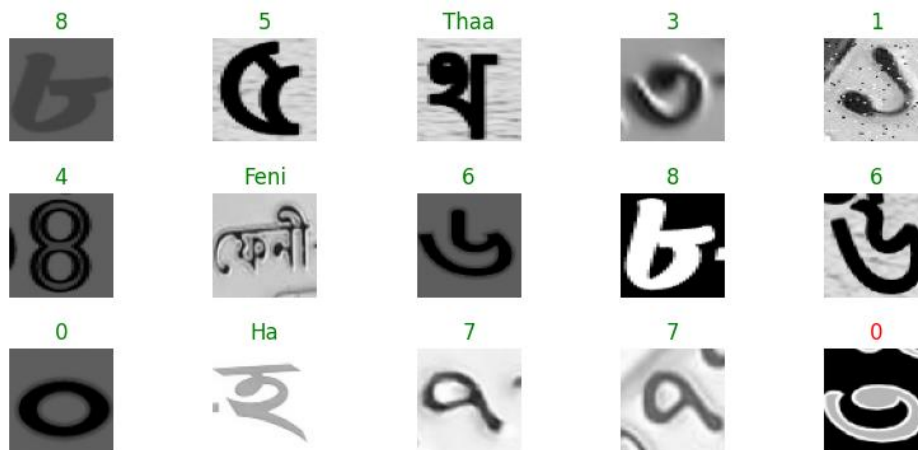 8 5 Thaa 3 1
৮ ৫ থ ৩ ১
4 Feni 6 8 6
৪ ফেনী ৬ ৮ ৬
0 Ha 7 7 0
০ হ ৭ ৭ ৩